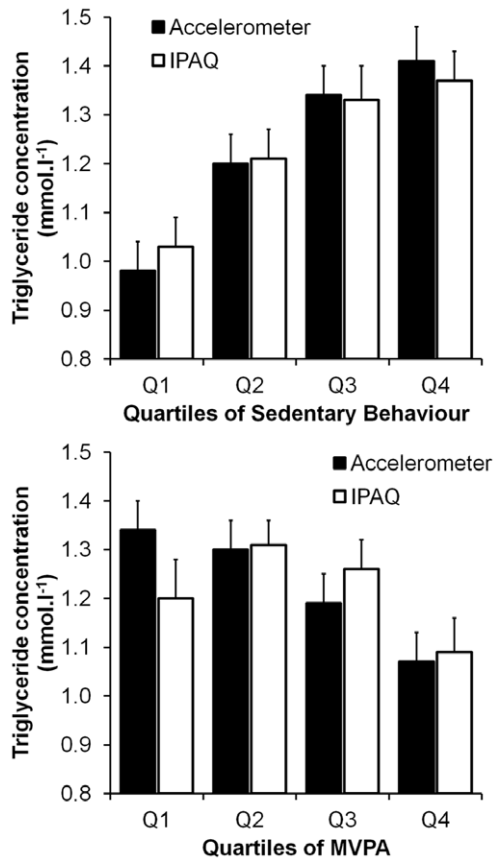 Accelerometer
IPAQ
Triglyceride concentration
(mmol.l⁻¹)
1.5
1.4
1.3
1.2
1.1
1.0
0.9
0.8
Q1 Q2 Q3 Q4
Quartiles of Sedentary Behaviour
Accelerometer
IPAQ
Triglyceride concentration
(mmol.l⁻¹)
1.5
1.4
1.3
1.2
1.1
1.0
0.9
0.8
Q1 Q2 Q3 Q4
Quartiles of MVPA